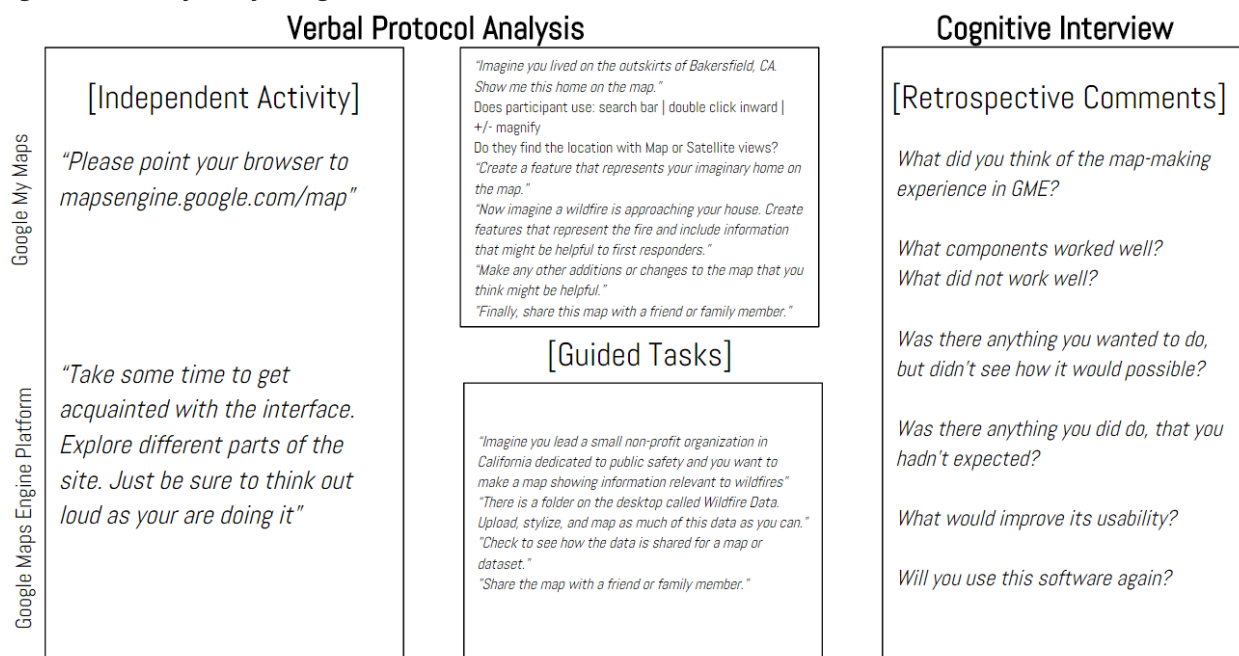 Verbal Protocol Analysis
Cognitive Interview
Google My Maps
Google Maps Engine Platform
[Independent Activity]
“Please point your browser to
mapsengine.google.com/map”
“Take some time to get
acquainted with the interface.
Explore different parts of the
site. Just be sure to think out
loud as your are doing it”
“Imagine you lived on the outskirts of Bakersfield, CA.
Show me this home on the map.”
Does participant use: search bar | double click inward |
+/- magnify
Do they find the location with Map or Satellite views?
“Create a feature that represents your imaginary home on
the map.”
“Now imagine a wildfire is approaching your house. Create
features that represent the fire and include information
that might be helpful to first responders.”
“Make any other additions or changes to the map that you
think might be helpful.”
“Finally, share this map with a friend or family member.”
[Guided Tasks]
“Imagine you lead a small non-profit organization in
California dedicated to public safety and you want to
make a map showing information relevant to wildfires”
“There is a folder on the desktop called Wildfire Data.
Upload, stylize, and map as much of this data as you can.”
“Check to see how the data is shared for a map or
dataset.”
“Share the map with a friend or family member.”
[Retrospective Comments]
What did you think of the map-making
experience in GME?
What components worked well?
What did not work well?
Was there anything you wanted to do,
but didn’t see how it would possible?
Was there anything you did do, that you
hadn’t expected?
What would improve its usability?
Will you use this software again?